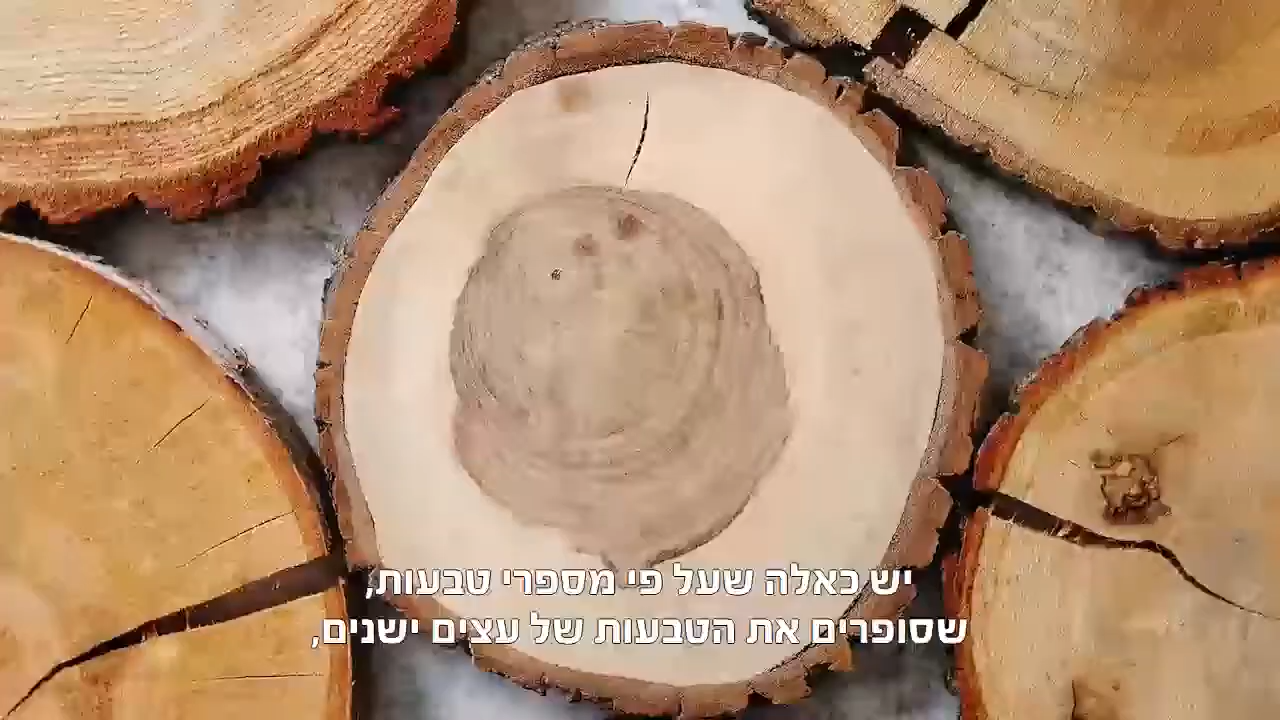 יש כאלה שעל פי מספרי טבעות,
שסופרים את הטבעות של עצים ישנים,